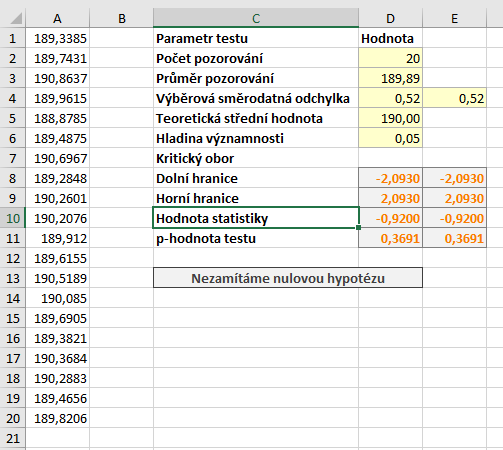 A B C D E
1 189,3385 Parametr testu Hodnota
2 189,7431 Počet pozorování 20
3 190,8637 Průměr pozorování 189,89
4 189,9615 Výběrová směrodatná odchylka 0,52 0,52
5 188,8785 Teoretická střední hodnota 190,00
6 189,4875 Hladina významnosti 0,05
7 190,6967 Kritický obor
8 189,2848 Dolní hranice -2,0930 -2,0930
9 190,2601 Horní hranice 2,0930 2,0930
10 190,2076 Hodnota statistiky -0,9200 -0,9200
11 189,912 p-hodnota testu 0,3691 0,3691
12 189,6155
13 190,5189 Nezamítáme nulovou hypotézu
14 190,085
15 189,6905
16 189,3821
17 190,3684
18 190,2883
19 189,4656
20 189,8206
21